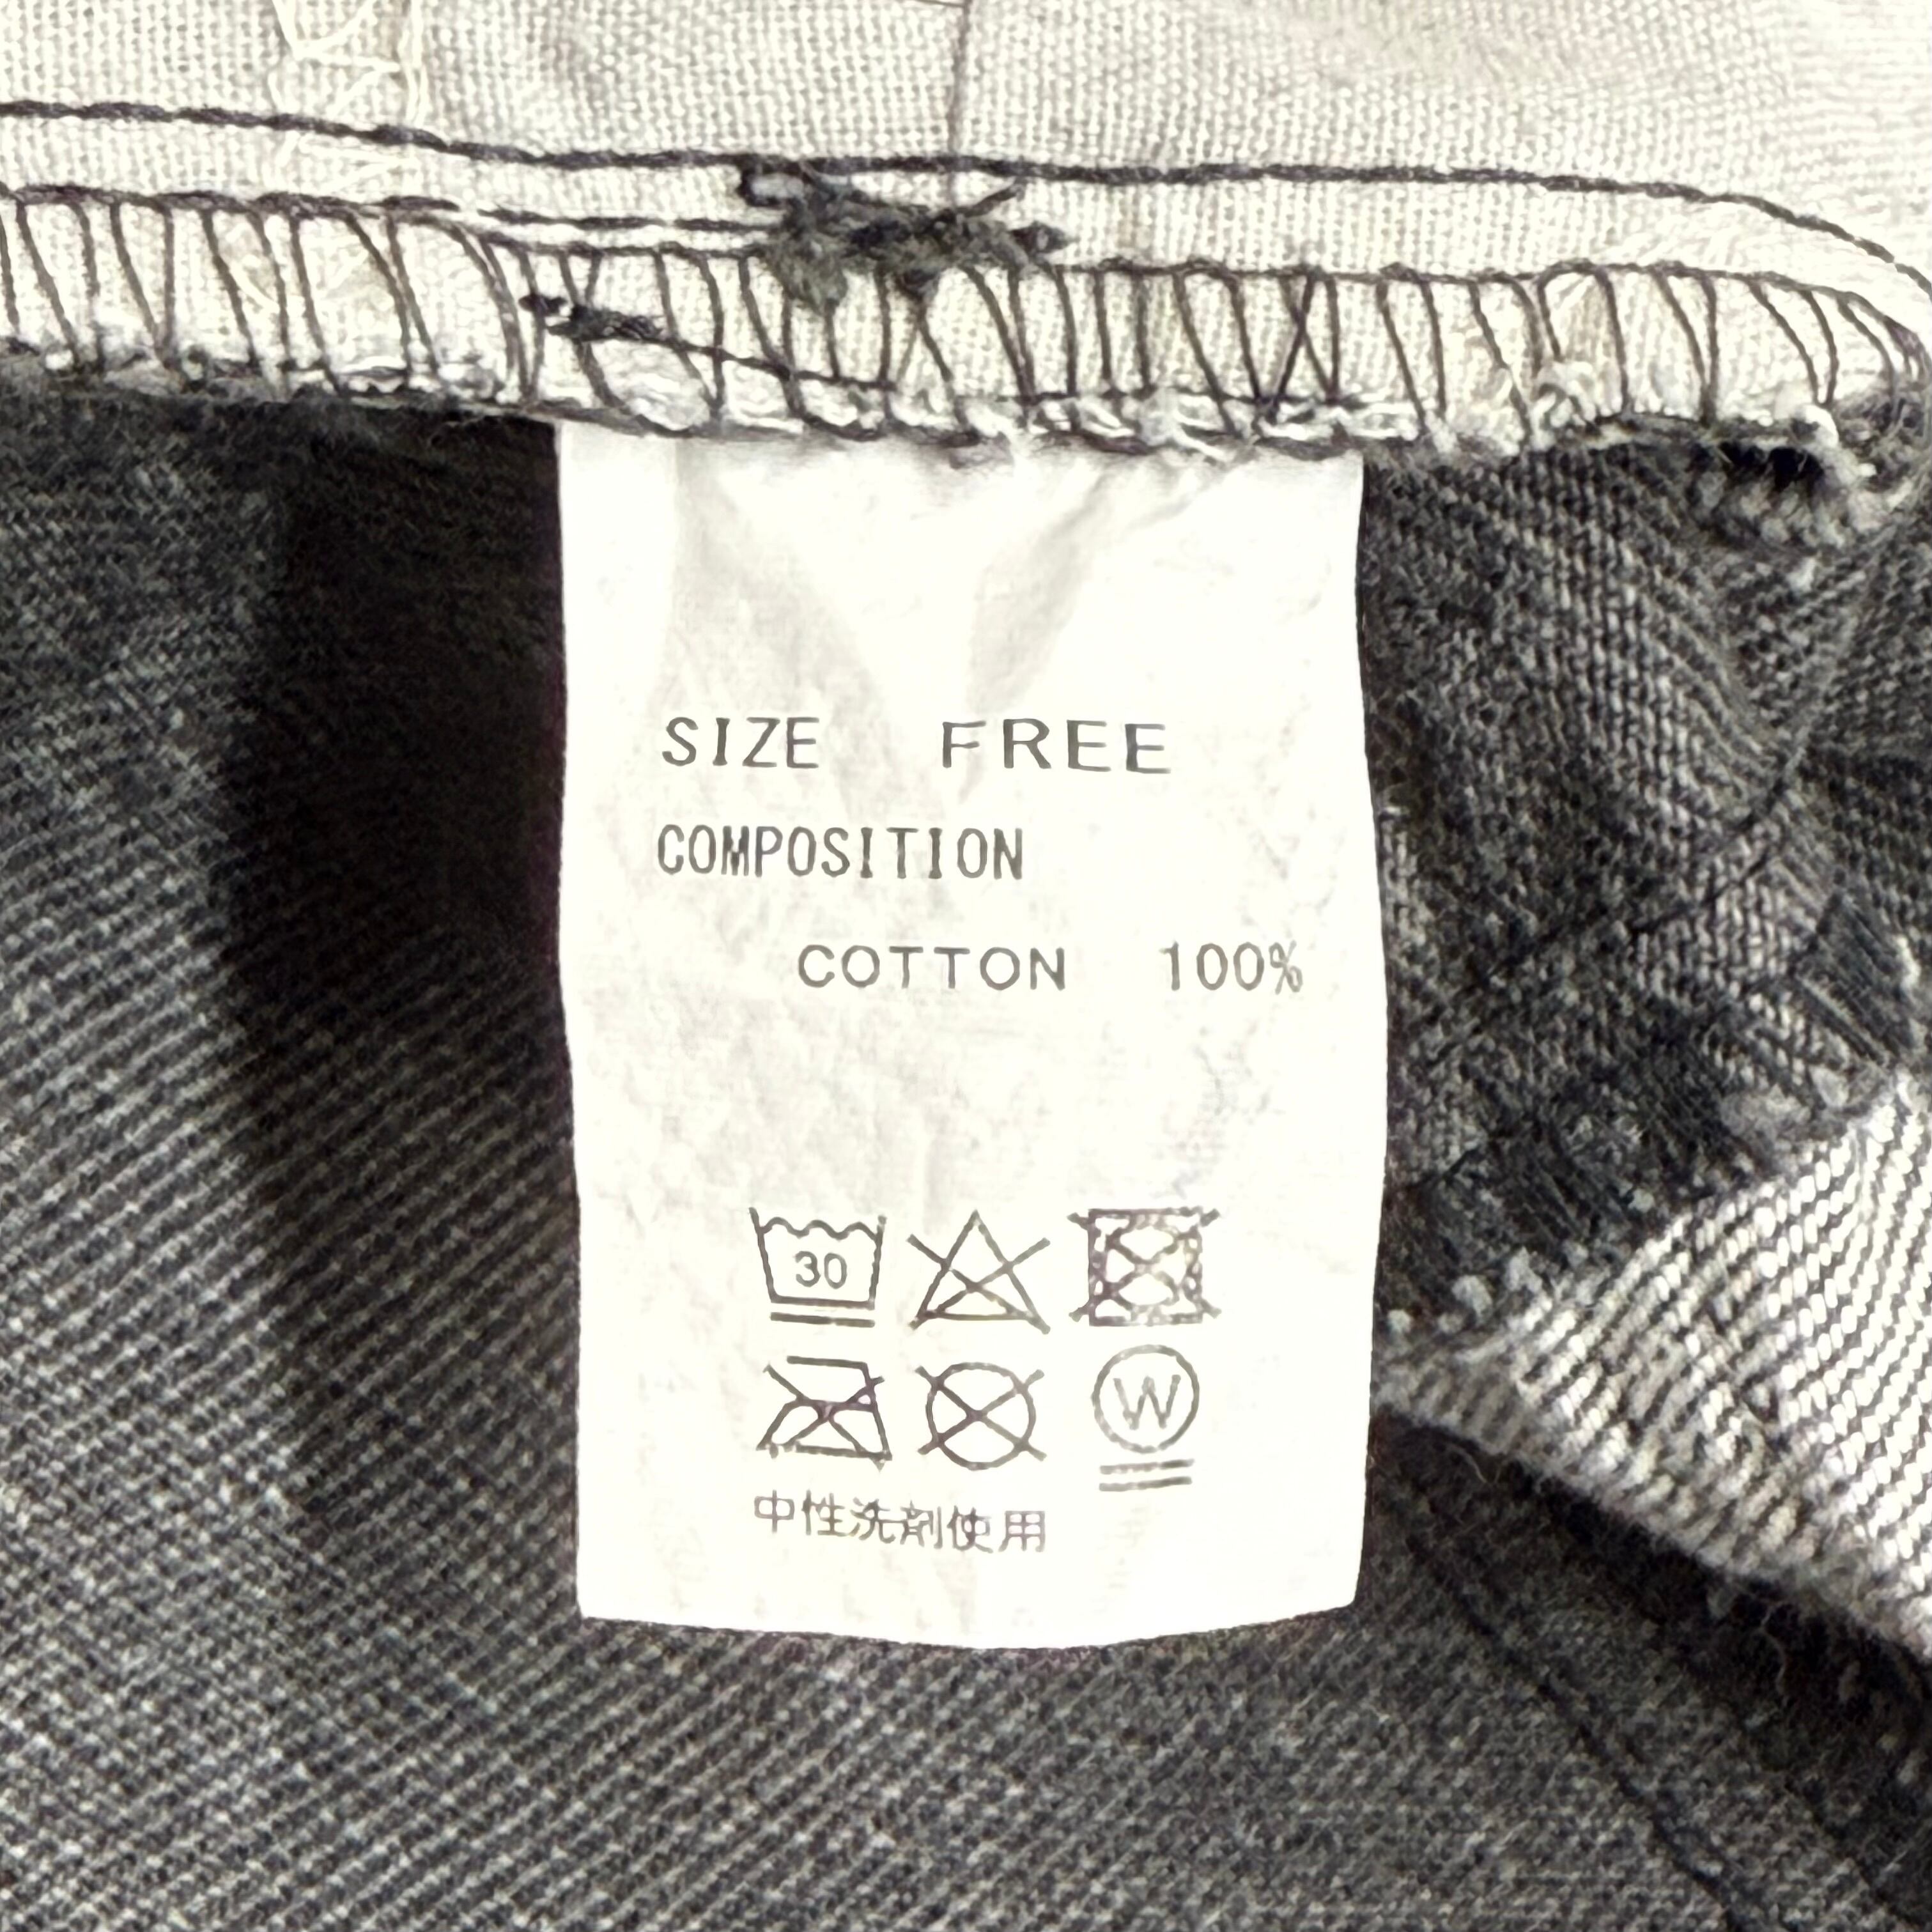 SIZE FREE
COMPOSITION
COTTON 100%
30
W
中性洗剤使用